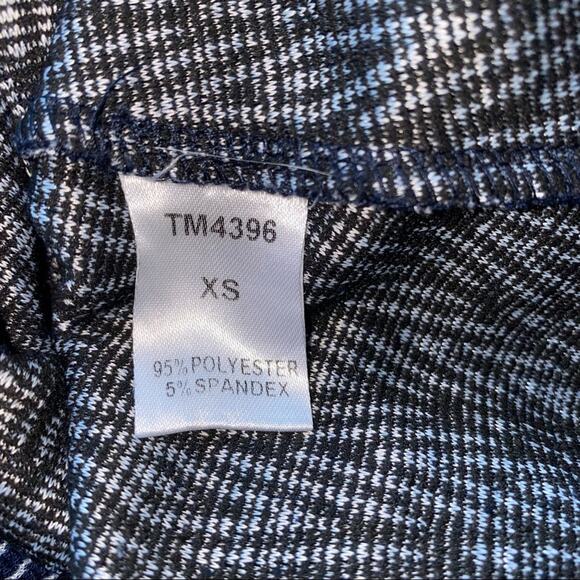 TM4396
XS
95% POLYESTER
5% SPANDEX